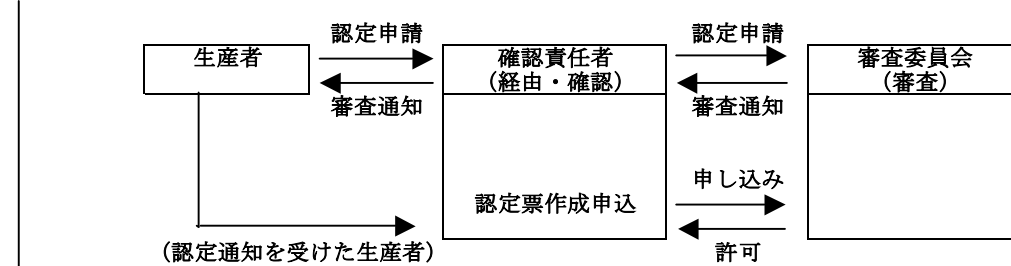 認定申請
認定申請
生産者
確認責任者
(経由・確認)
審査委員会
(審査)
審査通知
審査通知
申し込み
認定票作成申込
(認定通知を受けた生産者)
許可